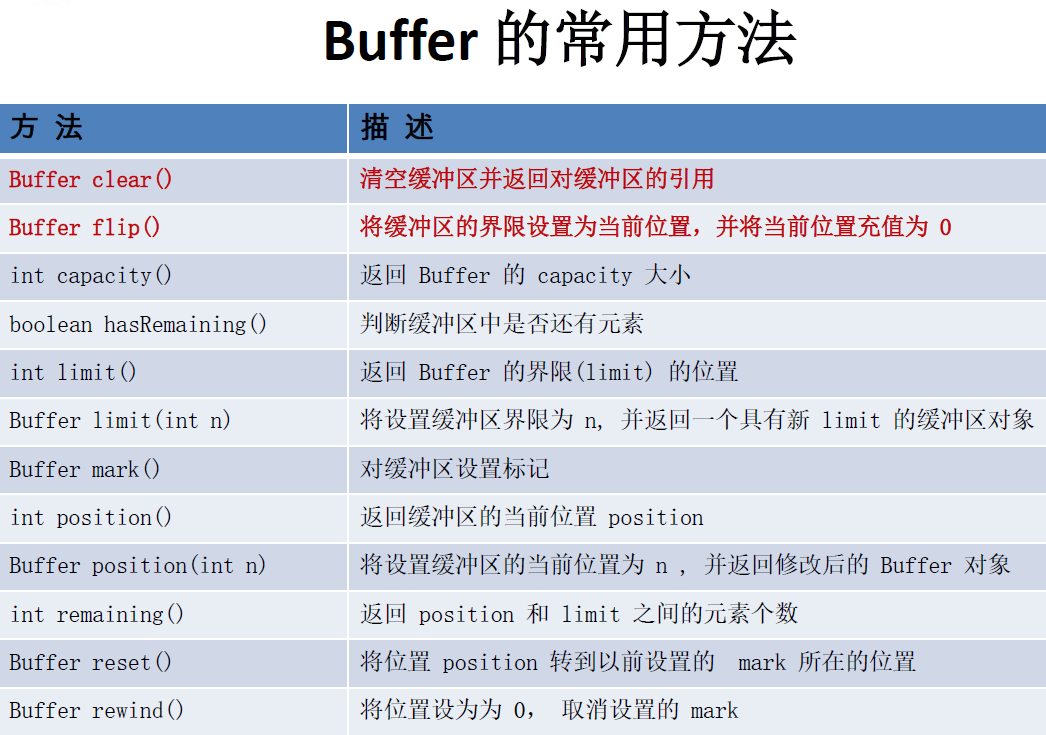 Buffer 的常用方法
方 法 描 述
Buffer clear() 清空缓冲区并返回对缓冲区的引用
Buffer flip() 将缓冲区的界限设置为当前位置，并将当前位置充值为 0
int capacity() 返回 Buffer 的 capacity 大小
boolean hasRemaining() 判断缓冲区中是否还有元素
int limit() 返回 Buffer 的界限(limit) 的位置
Buffer limit(int n) 将设置缓冲区界限为 n, 并返回一个具有新 limit 的缓冲区对象
Buffer mark() 对缓冲区设置标记
int position() 返回缓冲区的当前位置 position
Buffer position(int n) 将设置缓冲区的当前位置为 n , 并返回修改后的 Buffer 对象
int remaining() 返回 position 和 limit 之间的元素个数
Buffer reset() 将位置 position 转到以前设置的 mark 所在的位置
Buffer rewind() 将位置设为为 0， 取消设置的 mark